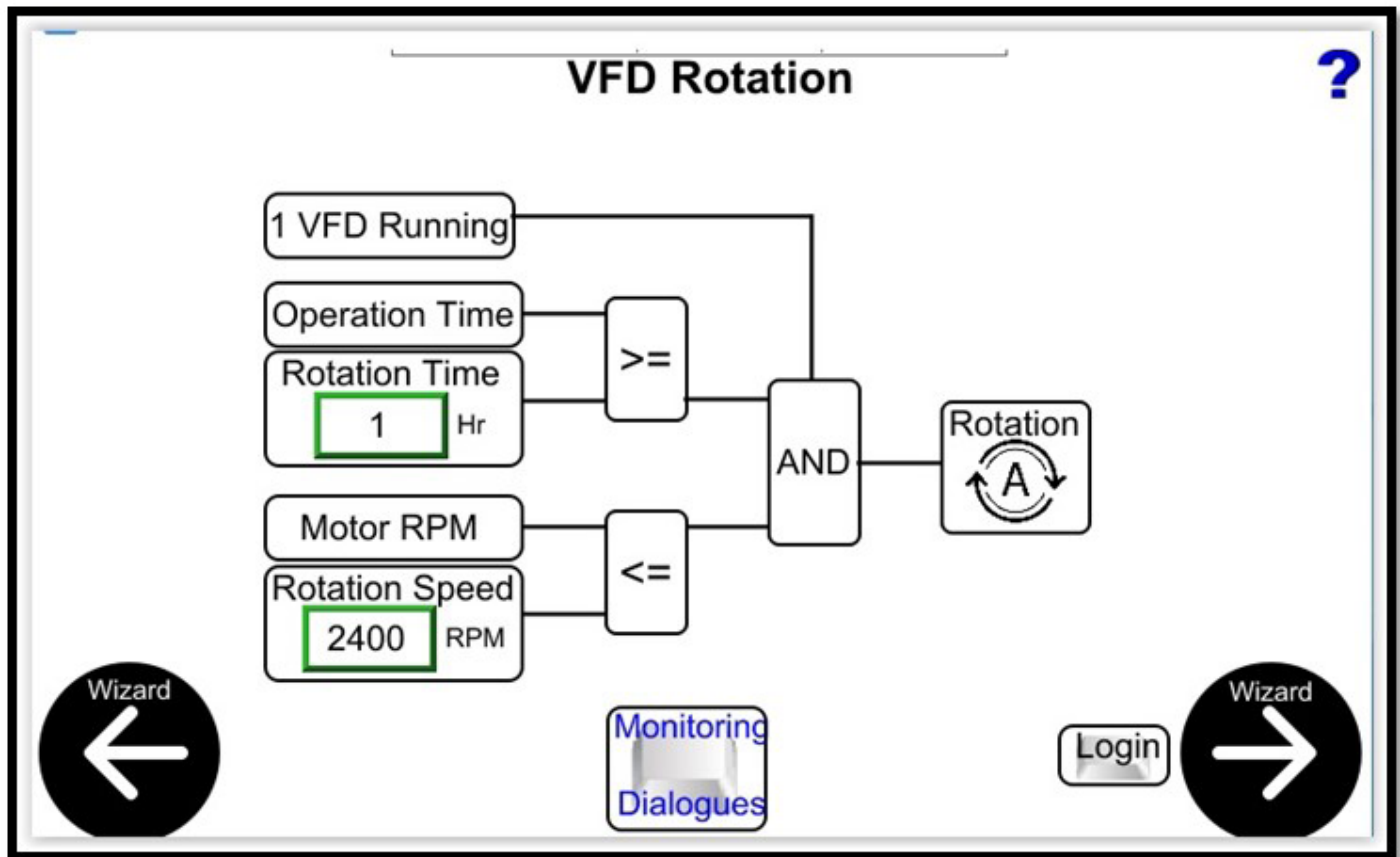 VFD Rotation
?
1 VFD Running
Operation Time
>=
Rotation Time
1 Hr
AND
Rotation
A
Motor RPM
<=
Rotation Speed
2400 RPM
Wizard
Monitoring
Dialogues
Login
Wizard